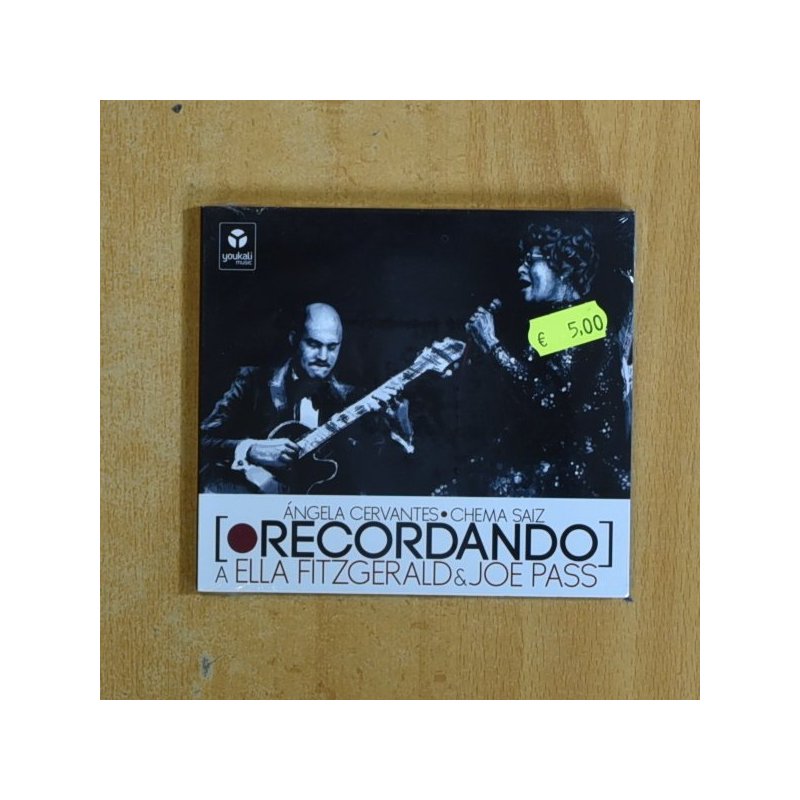 youkali
music
€ 5,00
ÁNGELA CERVANTES • CHEMA SAIZ
[●RECORDANDO]
A ELLA FITZGERALD & JOE PASS